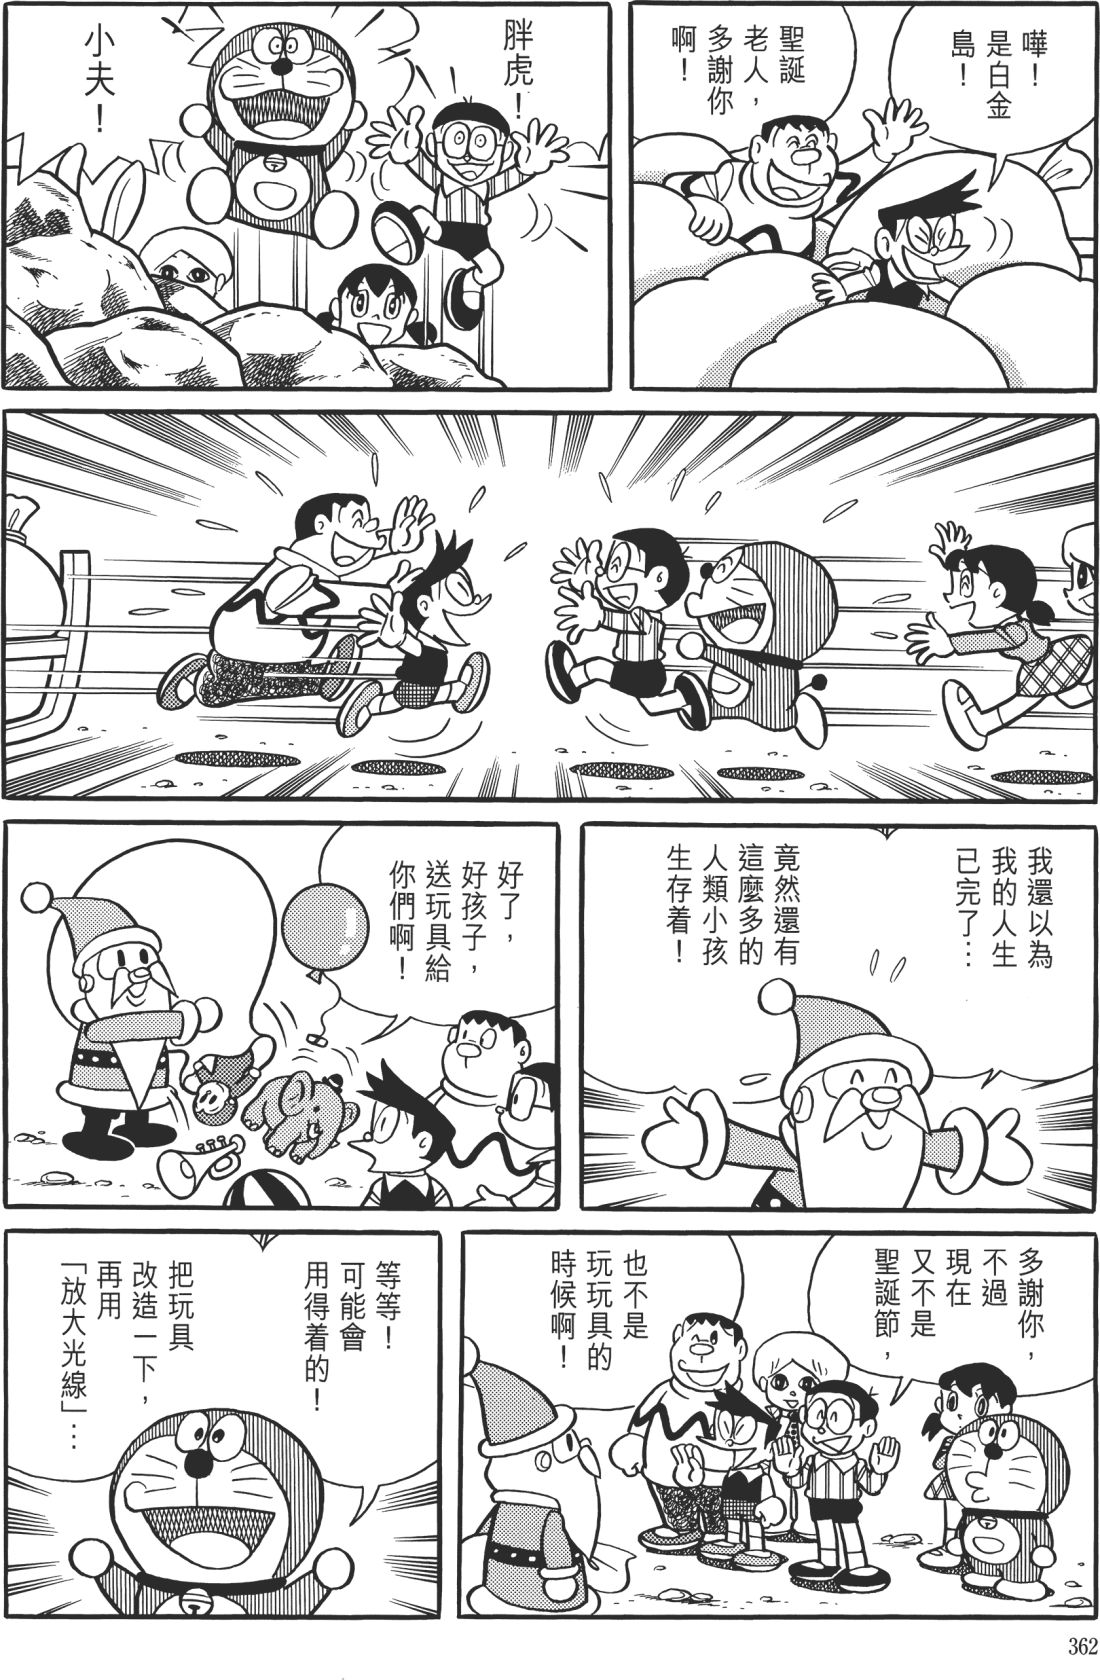 嘩！
是白金
島！
聖誕
老人，
多謝你
啊！
胖虎！
小夫！
我還以為
我的人生
已完了…
竟然還有
這麼多的
人類小孩
生存着！
好了，
好孩子，
送玩具給
你們啊！
多謝你，
不過
現在
又不是
聖誕節，
也不是
玩玩具的
時候啊！
等等！
可能會
用得着的！
把玩具
改造一下，
再用
「放大光線」…
362